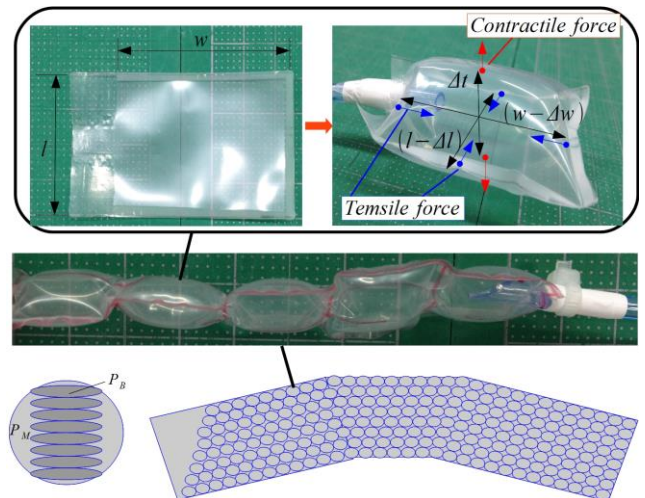 w
Contractile force
l
Δt
(w−Δw)
(l−Δl)
Temsile force
P_B
P_M